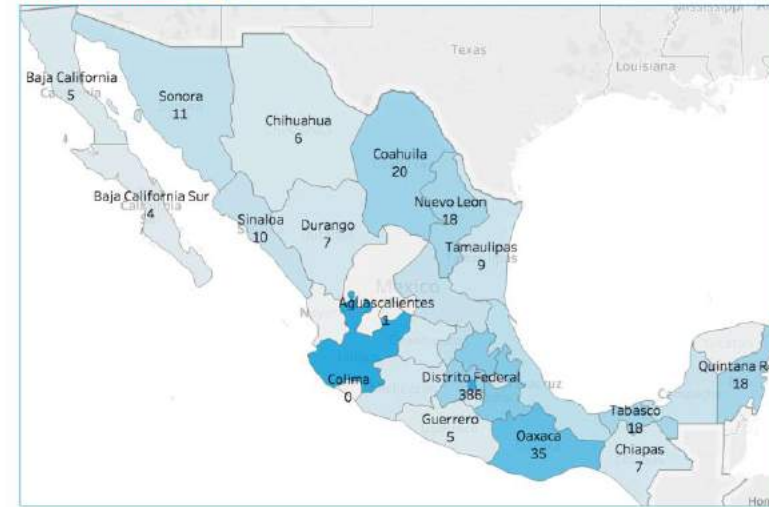 Texas
Louisiana
Baja California
5
Sonora
11
Chihuahua
6
Coahuila
20
Baja California Sur
4
Sinaloa
10
Durango
7
Nuevo Leon
18
Tamaulipas
9
Mexico
Aguascalientes
1
Colima
0
Distrito Federal
386
Guerrero
5
Oaxaca
35
Tabasco
18
Chiapas
7
Quintana R
18